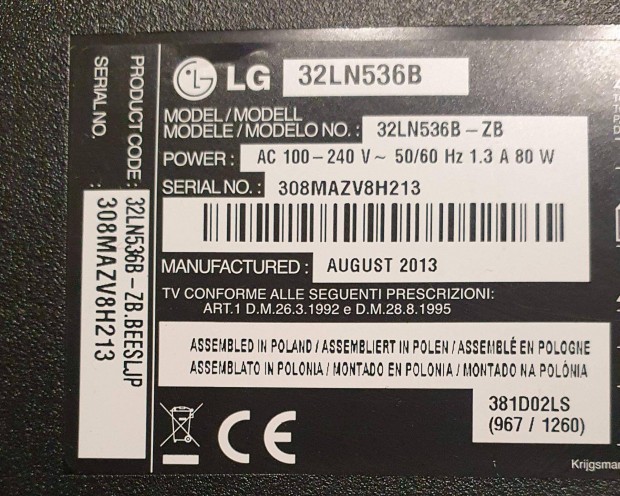 LG 32LN536B
MODEL / MODELL
MODELE / MODELO NO. : 32LN536B-ZB
POWER : AC 100-240 V~ 50/60 Hz 1.3 A 80 W
SERIAL NO. : 308MAZV8H213
MANUFACTURED : AUGUST 2013
TV CONFORME ALLE SEGUENTI PRESCRIZIONI:
ART.1 D.M.26.3.1992 e D.M.28.8.1995
ASSEMBLED IN POLAND / ASSEMBLIERT IN POLEN / ASSEMBLÉ EN POLOGNE
ASSEMBLATO IN POLONIA / MONTADO EN POLONIA / MONTADO NA POLÓNIA
CE
381D02LS
(967 / 1260)
PRODUCT CODE : 32LN536B-ZB.BEESLJP
SERIAL NO. : 308MAZV8H213